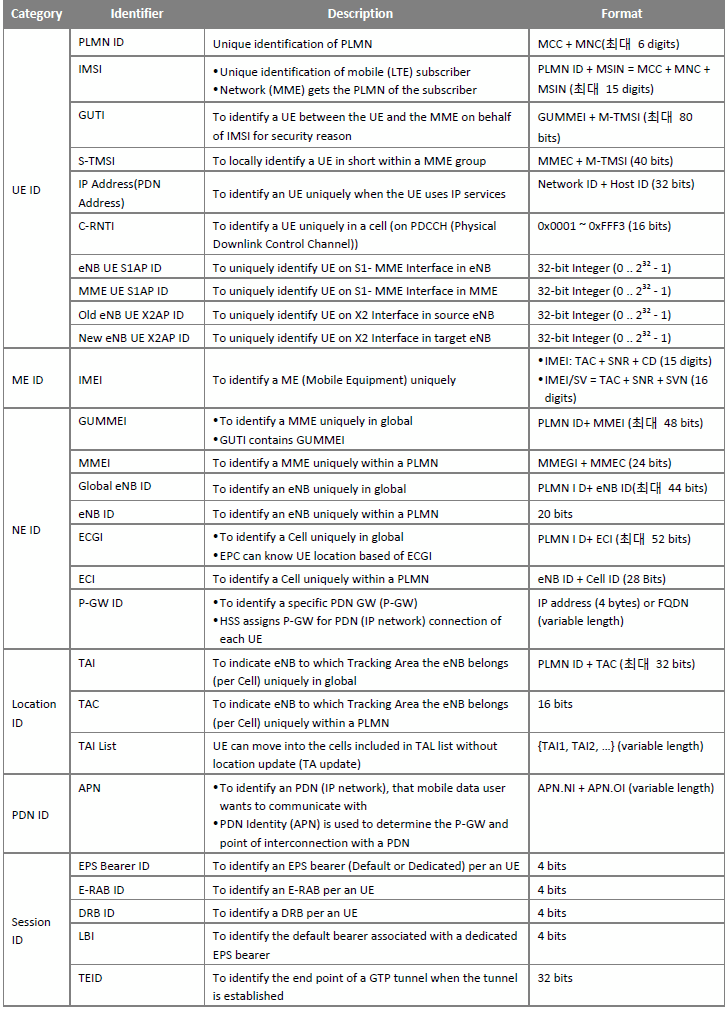 Category Identifier Description Format
UE ID
PLMN ID Unique identification of PLMN MCC + MNC(최대 6 digits)
IMSI •Unique identification of mobile (LTE) subscriber PLMN ID + MSIN = MCC + MNC +
•Network (MME) gets the PLMN of the subscriber MSIN (최대 15 digits)
GUTI To identify a UE between the UE and the MME on behalf GUMMEI + M-TMSI (최대 80
of IMSI for security reason bits)
S-TMSI To locally identify a UE in short within a MME group MMEC + M-TMSI (40 bits)
IP Address(PDN To identify an UE uniquely when the UE uses IP services Network ID + Host ID (32 bits)
Address)
C-RNTI To identify a UE uniquely in a cell (on PDCCH (Physical 0x0001 ~ 0xFFF3 (16 bits)
Downlink Control Channel))
eNB UE S1AP ID To uniquely identify UE on S1- MME Interface in eNB 32-bit Integer (0 .. 2³² - 1)
MME UE S1AP ID To uniquely identify UE on S1- MME Interface in MME 32-bit Integer (0 .. 2³² - 1)
Old eNB UE X2AP ID To uniquely identify UE on X2 Interface in source eNB 32-bit Integer (0 .. 2³² - 1)
New eNB UE X2AP ID To uniquely identify UE on X2 Interface in target eNB 32-bit Integer (0 .. 2³² - 1)
ME ID IMEI To identify a ME (Mobile Equipment) uniquely •IMEI: TAC + SNR + CD (15 digits)
•IMEI/SV = TAC + SNR + SVN (16
digits)
NE ID
GUMMEI •To identify a MME uniquely in global PLMN ID+ MMEI (최대 48 bits)
•GUTI contains GUMMEI
MMEI To identify a MME uniquely within a PLMN MMEGI + MMEC (24 bits)
Global eNB ID To identify an eNB uniquely in global PLMN I D+ eNB ID(최대 44 bits)
eNB ID To identify an eNB uniquely within a PLMN 20 bits
ECGI •To identify a Cell uniquely in global PLMN I D+ ECI (최대 52 bits)
•EPC can know UE location based of ECGI
ECI To identify a Cell uniquely within a PLMN eNB ID + Cell ID (28 Bits)
P-GW ID •To identify a specific PDN GW (P-GW) IP address (4 bytes) or FQDN
•HSS assigns P-GW for PDN (IP network) connection of (variable length)
each UE
Location
ID
TAI To indicate eNB to which Tracking Area the eNB belongs PLMN ID + TAC (최대 32 bits)
(per Cell) uniquely in global
TAC To indicate eNB to which Tracking Area the eNB belongs 16 bits
(per Cell) uniquely within a PLMN
TAI List UE can move into the cells included in TAL list without {TAI1, TAI2, ...} (variable length)
location update (TA update)
PDN ID
APN •To identify an PDN (IP network), that mobile data user APN.NI + APN.OI (variable length)
wants to communicate with
•PDN Identity (APN) is used to determine the P-GW and
point of interconnection with a PDN
Session
ID
EPS Bearer ID To identify an EPS bearer (Default or Dedicated) per an UE 4 bits
E-RAB ID To identify an E-RAB per an UE 4 bits
DRB ID To identify a DRB per an UE 4 bits
LBI To identify the default bearer associated with a dedicated 4 bits
EPS bearer
TEID To identify the end point of a GTP tunnel when the tunnel 32 bits
is established